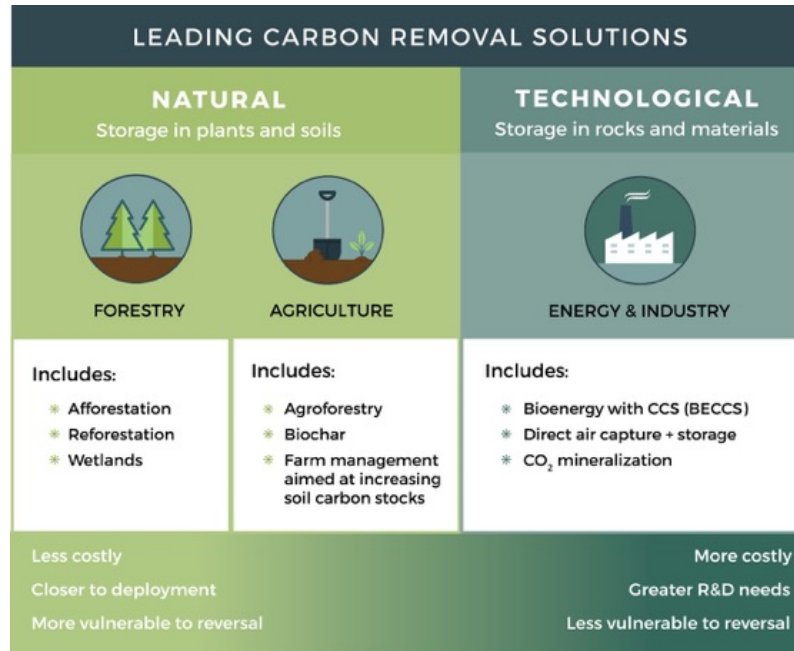 LEADING CARBON REMOVAL SOLUTIONS
NATURAL
Storage in plants and soils
TECHNOLOGICAL
Storage in rocks and materials
FORESTRY
AGRICULTURE
ENERGY & INDUSTRY
Includes:
Afforestation
Reforestation
Wetlands
Includes:
Agroforestry
Biochar
Farm management
aimed at increasing
soil carbon stocks
Includes:
Bioenergy with CCS (BECCS)
Direct air capture + storage
CO₂ mineralization
Less costly
Closer to deployment
More vulnerable to reversal
More costly
Greater R&D needs
Less vulnerable to reversal